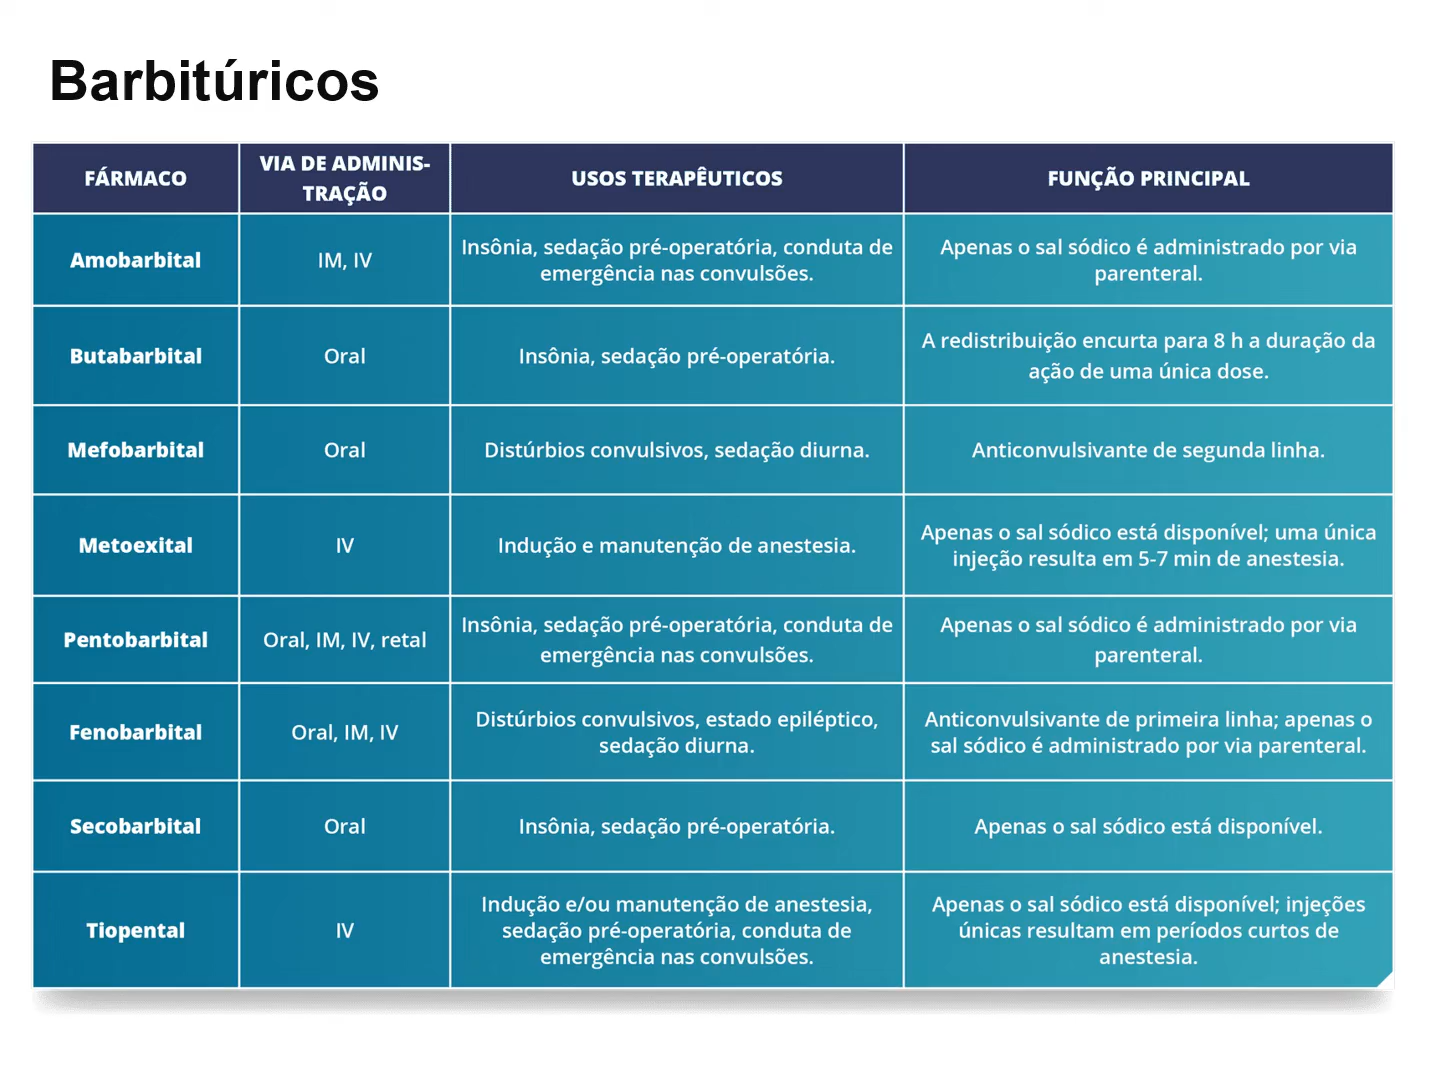 Barbitúricos
FÁRMACO
VIA DE ADMINIS-
TRAÇÃO
USOS TERAPÊUTICOS
FUNÇÃO PRINCIPAL
Amobarbital
IM, IV
Insônia, sedação pré-operatória, conduta de
emergência nas convulsões.
Apenas o sal sódico é administrado por via
parenteral.
Butabarbital
Oral
Insônia, sedação pré-operatória.
A redistribuição encurta para 8 h a duração da
ação de uma única dose.
Mefobarbital
Oral
Distúrbios convulsivos, sedação diurna.
Anticonvulsivante de segunda linha.
Metoexital
IV
Indução e manutenção de anestesia.
Apenas o sal sódico está disponível; uma única
injeção resulta em 5-7 min de anestesia.
Pentobarbital
Oral, IM, IV, retal
Insônia, sedação pré-operatória, conduta de
emergência nas convulsões.
Apenas o sal sódico é administrado por via
parenteral.
Fenobarbital
Oral, IM, IV
Distúrbios convulsivos, estado epiléptico,
sedação diurna.
Anticonvulsivante de primeira linha; apenas o
sal sódico é administrado por via parenteral.
Secobarbital
Oral
Insônia, sedação pré-operatória.
Apenas o sal sódico está disponível.
Tiopental
IV
Indução e/ou manutenção de anestesia,
sedação pré-operatória, conduta de
emergência nas convulsões.
Apenas o sal sódico está disponível; injeções
únicas resultam em períodos curtos de
anestesia.